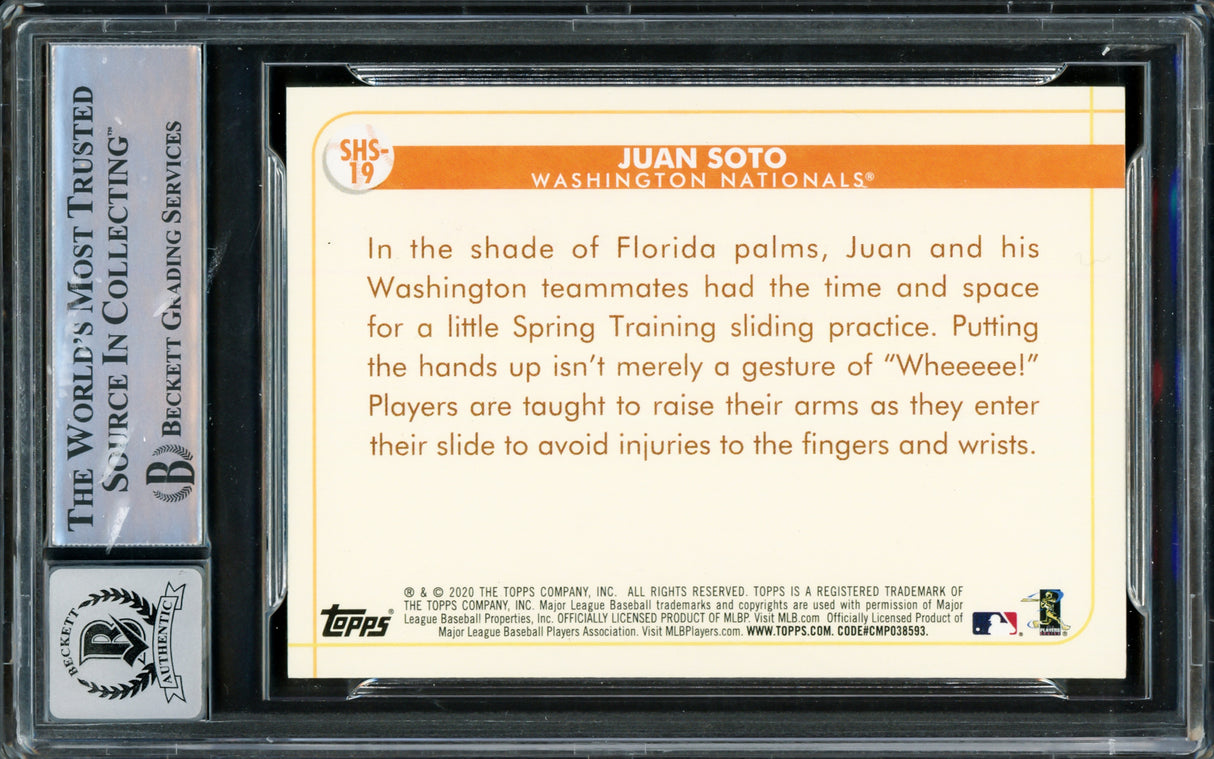 THE WORLD'S MOST TRUSTED
SOURCE IN COLLECTING™
BECKETT GRADING SERVICES
B
BECKETT
B
AUTHENTIC
SHS-
19
JUAN SOTO
WASHINGTON NATIONALS®
In the shade of Florida palms, Juan and his
Washington teammates had the time and space
for a little Spring Training sliding practice. Putting
the hands up isn't merely a gesture of “Wheeeee!”
Players are taught to raise their arms as they enter
their slide to avoid injuries to the fingers and wrists.
Topps®
® & © 2020 THE TOPPS COMPANY, INC. ALL RIGHTS RESERVED. TOPPS IS A REGISTERED TRADEMARK OF
THE TOPPS COMPANY, INC. Major League Baseball trademarks and copyrights are used with permission of Major
League Baseball Properties, Inc. OFFICIALLY LICENSED PRODUCT OF MLBP. Visit MLB.com Officially Licensed Product of
Major League Baseball Players Association. Visit MLBPlayers.com. WWW.TOPPS.COM. CODE#CMP038593.